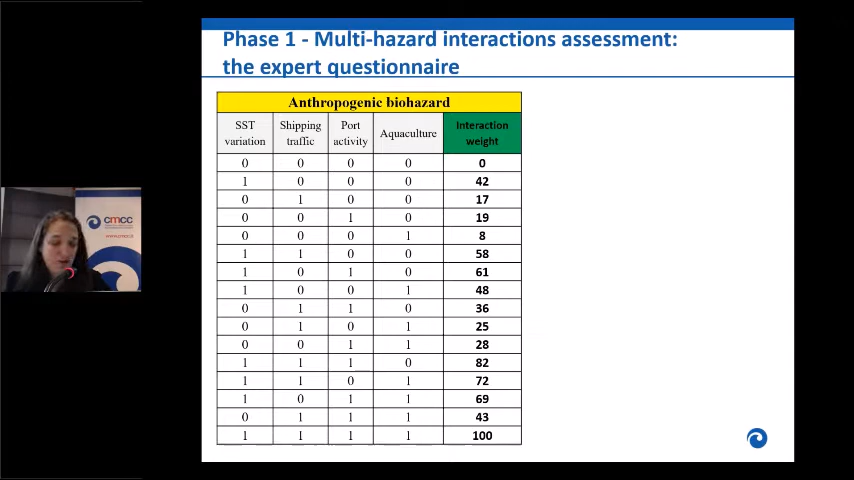 Phase 1 - Multi-hazard interactions assessment:
the expert questionnaire
Anthropogenic biohazard
SST variation Shipping traffic Port activity Aquaculture Interaction weight
0 0 0 0 0
1 0 0 0 42
0 1 0 0 17
0 0 1 0 19
0 0 0 1 8
1 1 0 0 58
1 0 1 0 61
1 0 0 1 48
0 1 1 0 36
0 1 0 1 25
0 0 1 1 28
1 1 1 0 82
1 1 0 1 72
1 0 1 1 69
0 1 1 1 43
1 1 1 1 100
cmcc